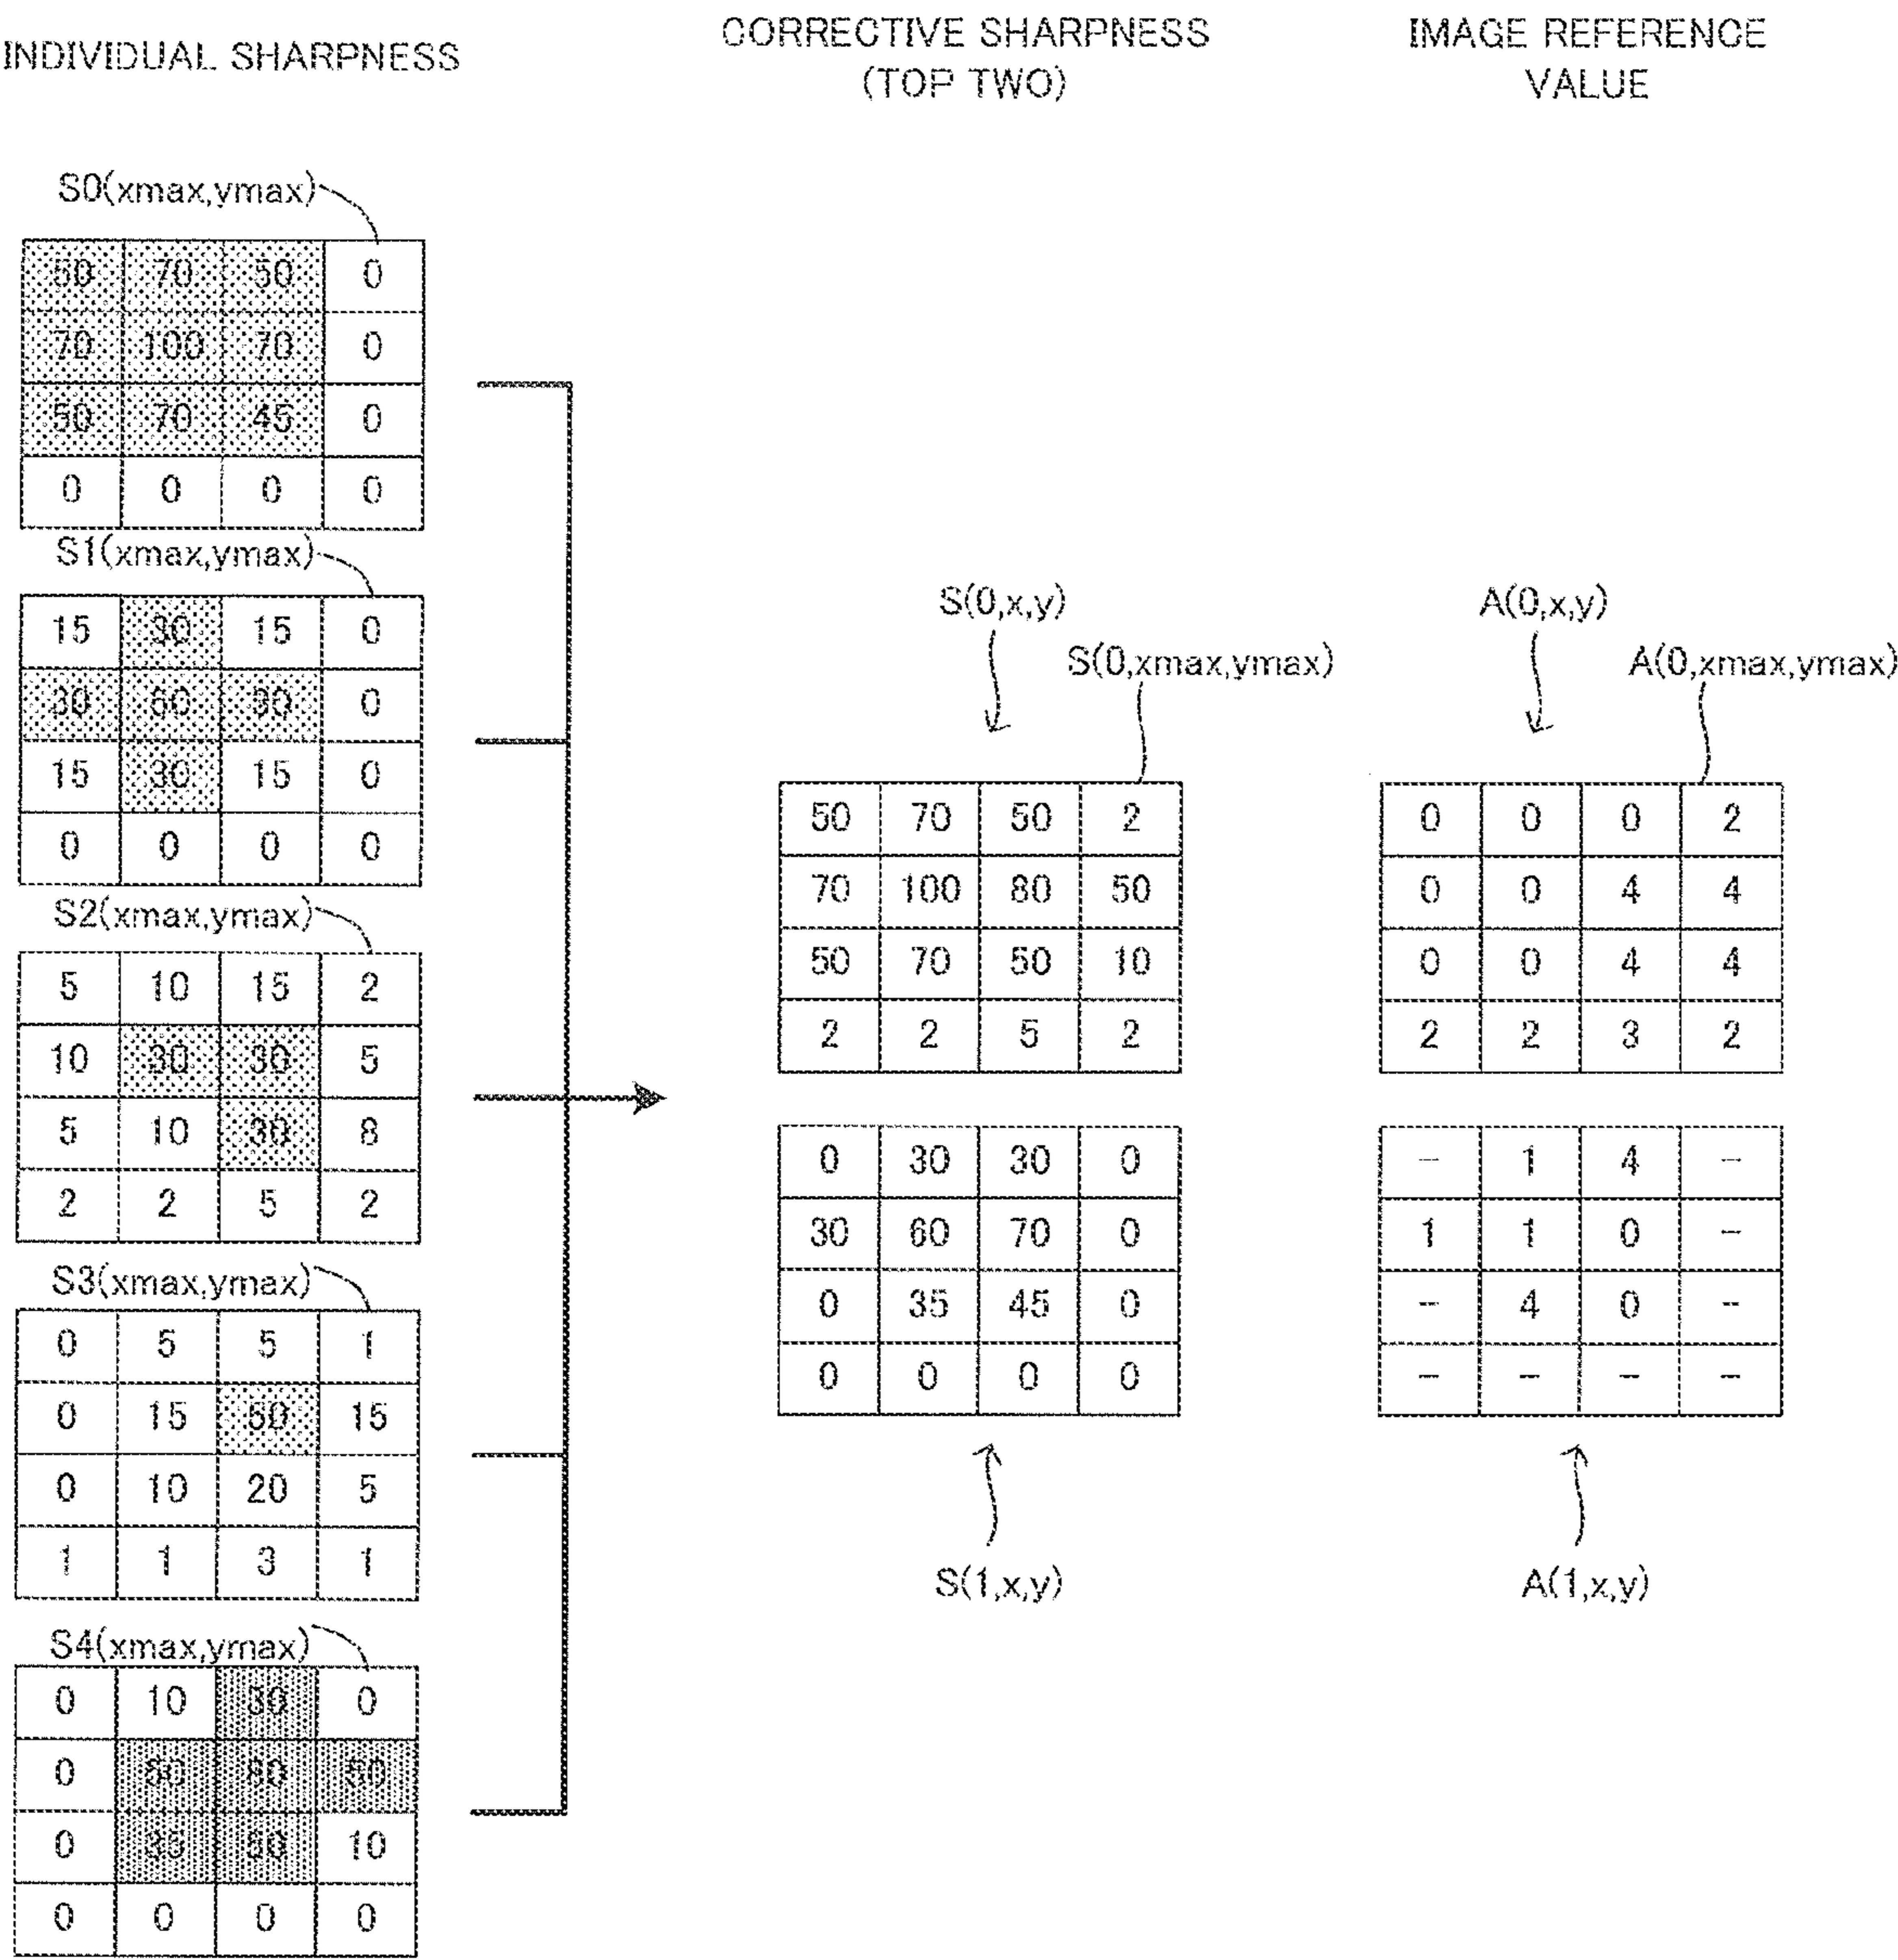 INDIVIDUAL SHARPNESS
CORRECTIVE SHARPNESS
(TOP TWO)
IMAGE REFERENCE
VALUE
S0(xmax,ymax)
50 70 50 0
70 100 70 0
50 70 45 0
0 0 0 0
S1(xmax,ymax)
15 30 15 0
30 60 30 0
15 30 15 0
0 0 0 0
S2(xmax,ymax)
5 10 15 2
10 30 30 5
5 10 30 8
2 2 5 2
S3(xmax,ymax)
0 5 5 1
0 15 50 15
0 10 20 5
1 1 3 1
S4(xmax,ymax)
0 10 30 0
0 50 80 50
0 35 50 10
0 0 0 0
S(0,x,y)
S(0,xmax,ymax)
50 70 50 2
70 100 80 50
50 70 50 10
2 2 5 2
0 30 30 0
30 60 70 0
0 35 45 0
0 0 0 0
S(1,x,y)
A(0,x,y)
A(0,xmax,ymax)
0 0 0 2
0 0 4 4
0 0 4 4
2 2 3 2
– 1 4 –
1 1 0 –
– 4 0 –
– – – –
A(1,x,y)